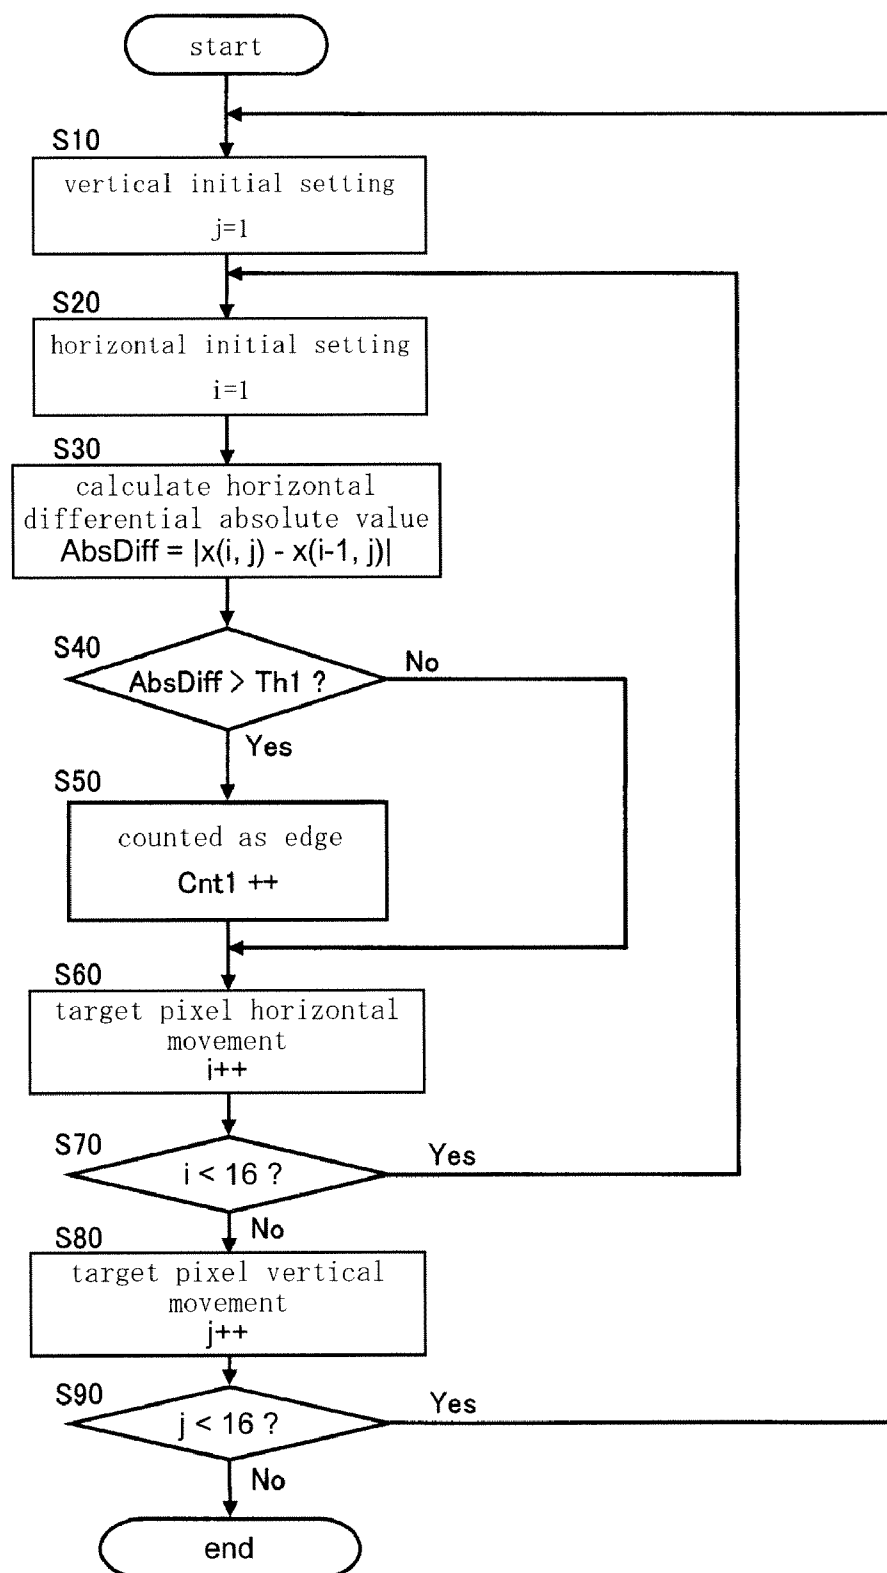 start
S10
vertical initial setting
j=1
S20
horizontal initial setting
i=1
S30
calculate horizontal
differential absolute value
AbsDiff = |x(i, j) - x(i-1, j)|
S40
AbsDiff > Th1 ?
No
Yes
S50
counted as edge
Cnt1 ++
S60
target pixel horizontal
movement
i++
S70
i < 16 ?
Yes
No
S80
target pixel vertical
movement
j++
S90
j < 16 ?
Yes
No
end